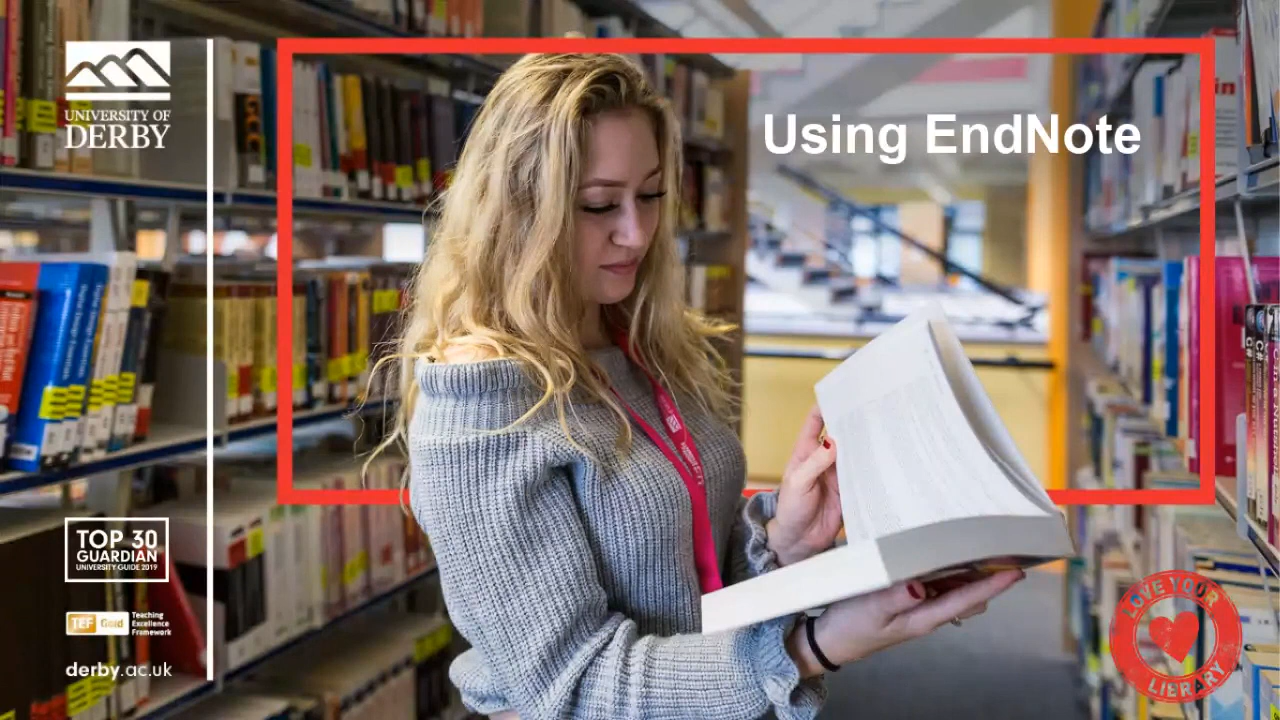 UNIVERSITY OF
DERBY
Using EndNote
TOP 30
GUARDIAN
UNIVERSITY GUIDE 2019
TEF Gold
Teaching
Excellence
Framework
derby.ac.uk
LOVE YOUR
LIBRARY
C#
C#